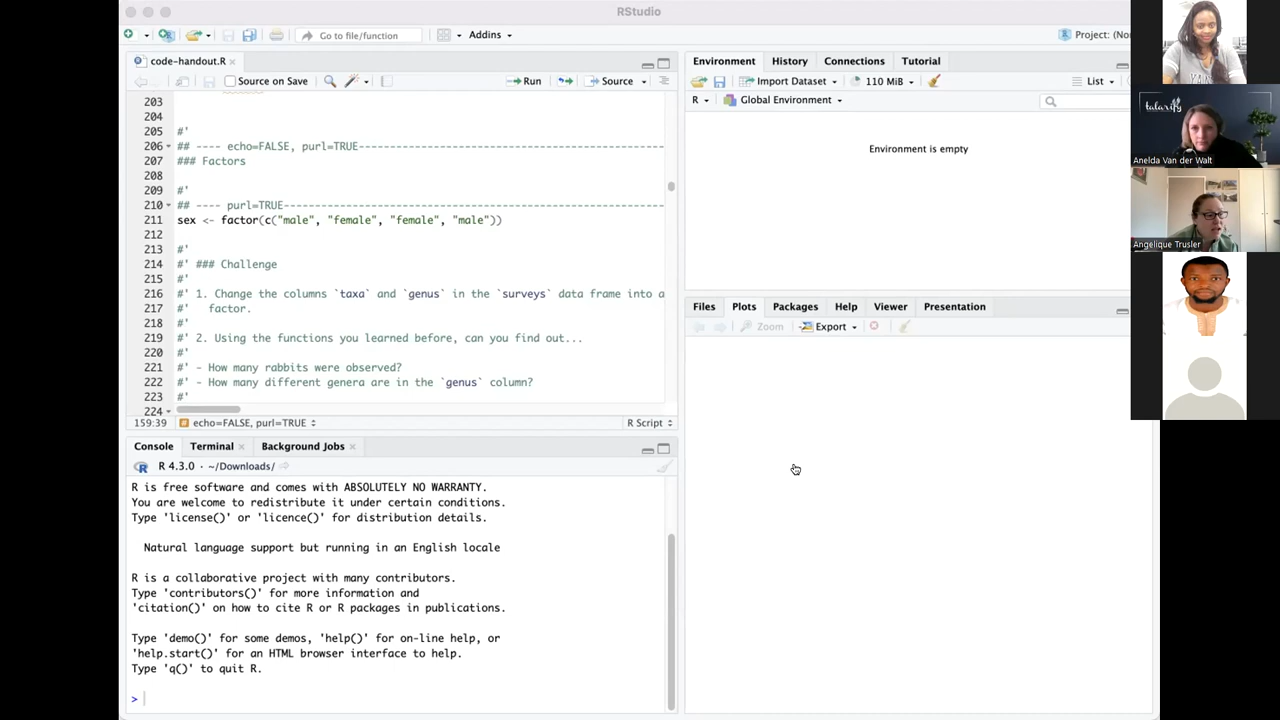 RStudio
Go to file/function
Addins
Project: (No
code-handout.R
Source on Save
Run
Source
203
204
205 #'
206 ## ---- echo=FALSE, purl=TRUE--------------------------------------------------
207 ### Factors
208
209 #'
210 ## ---- purl=TRUE--------------------------------------------------------------
211 sex <- factor(c("male", "female", "female", "male"))
212
213 #'
214 #' ### Challenge
215 #'
216 #' 1. Change the columns `taxa` and `genus` in the `surveys` data frame into a
217 #'   factor.
218 #'
219 #' 2. Using the functions you learned before, can you find out...
220 #'
221 #' - How many rabbits were observed?
222 #' - How many different genera are in the `genus` column?
223 #'
224
159:39 # echo=FALSE, purl=TRUE R Script
Console Terminal Background Jobs
R 4.3.0 · ~/Downloads/
R is free software and comes with ABSOLUTELY NO WARRANTY.
You are welcome to redistribute it under certain conditions.
Type 'license()' or 'licence()' for distribution details.
Natural language support but running in an English locale
R is a collaborative project with many contributors.
Type 'contributors()' for more information and
'citation()' on how to cite R or R packages in publications.
Type 'demo()' for some demos, 'help()' for on-line help, or
'help.start()' for an HTML browser interface to help.
Type 'q()' to quit R.
>
Environment History Connections Tutorial
Import Dataset 110 MiB List
R Global Environment
Environment is empty
Files Plots Packages Help Viewer Presentation
Zoom Export
talarify
Anelda Van der Walt
Angelique Trusler